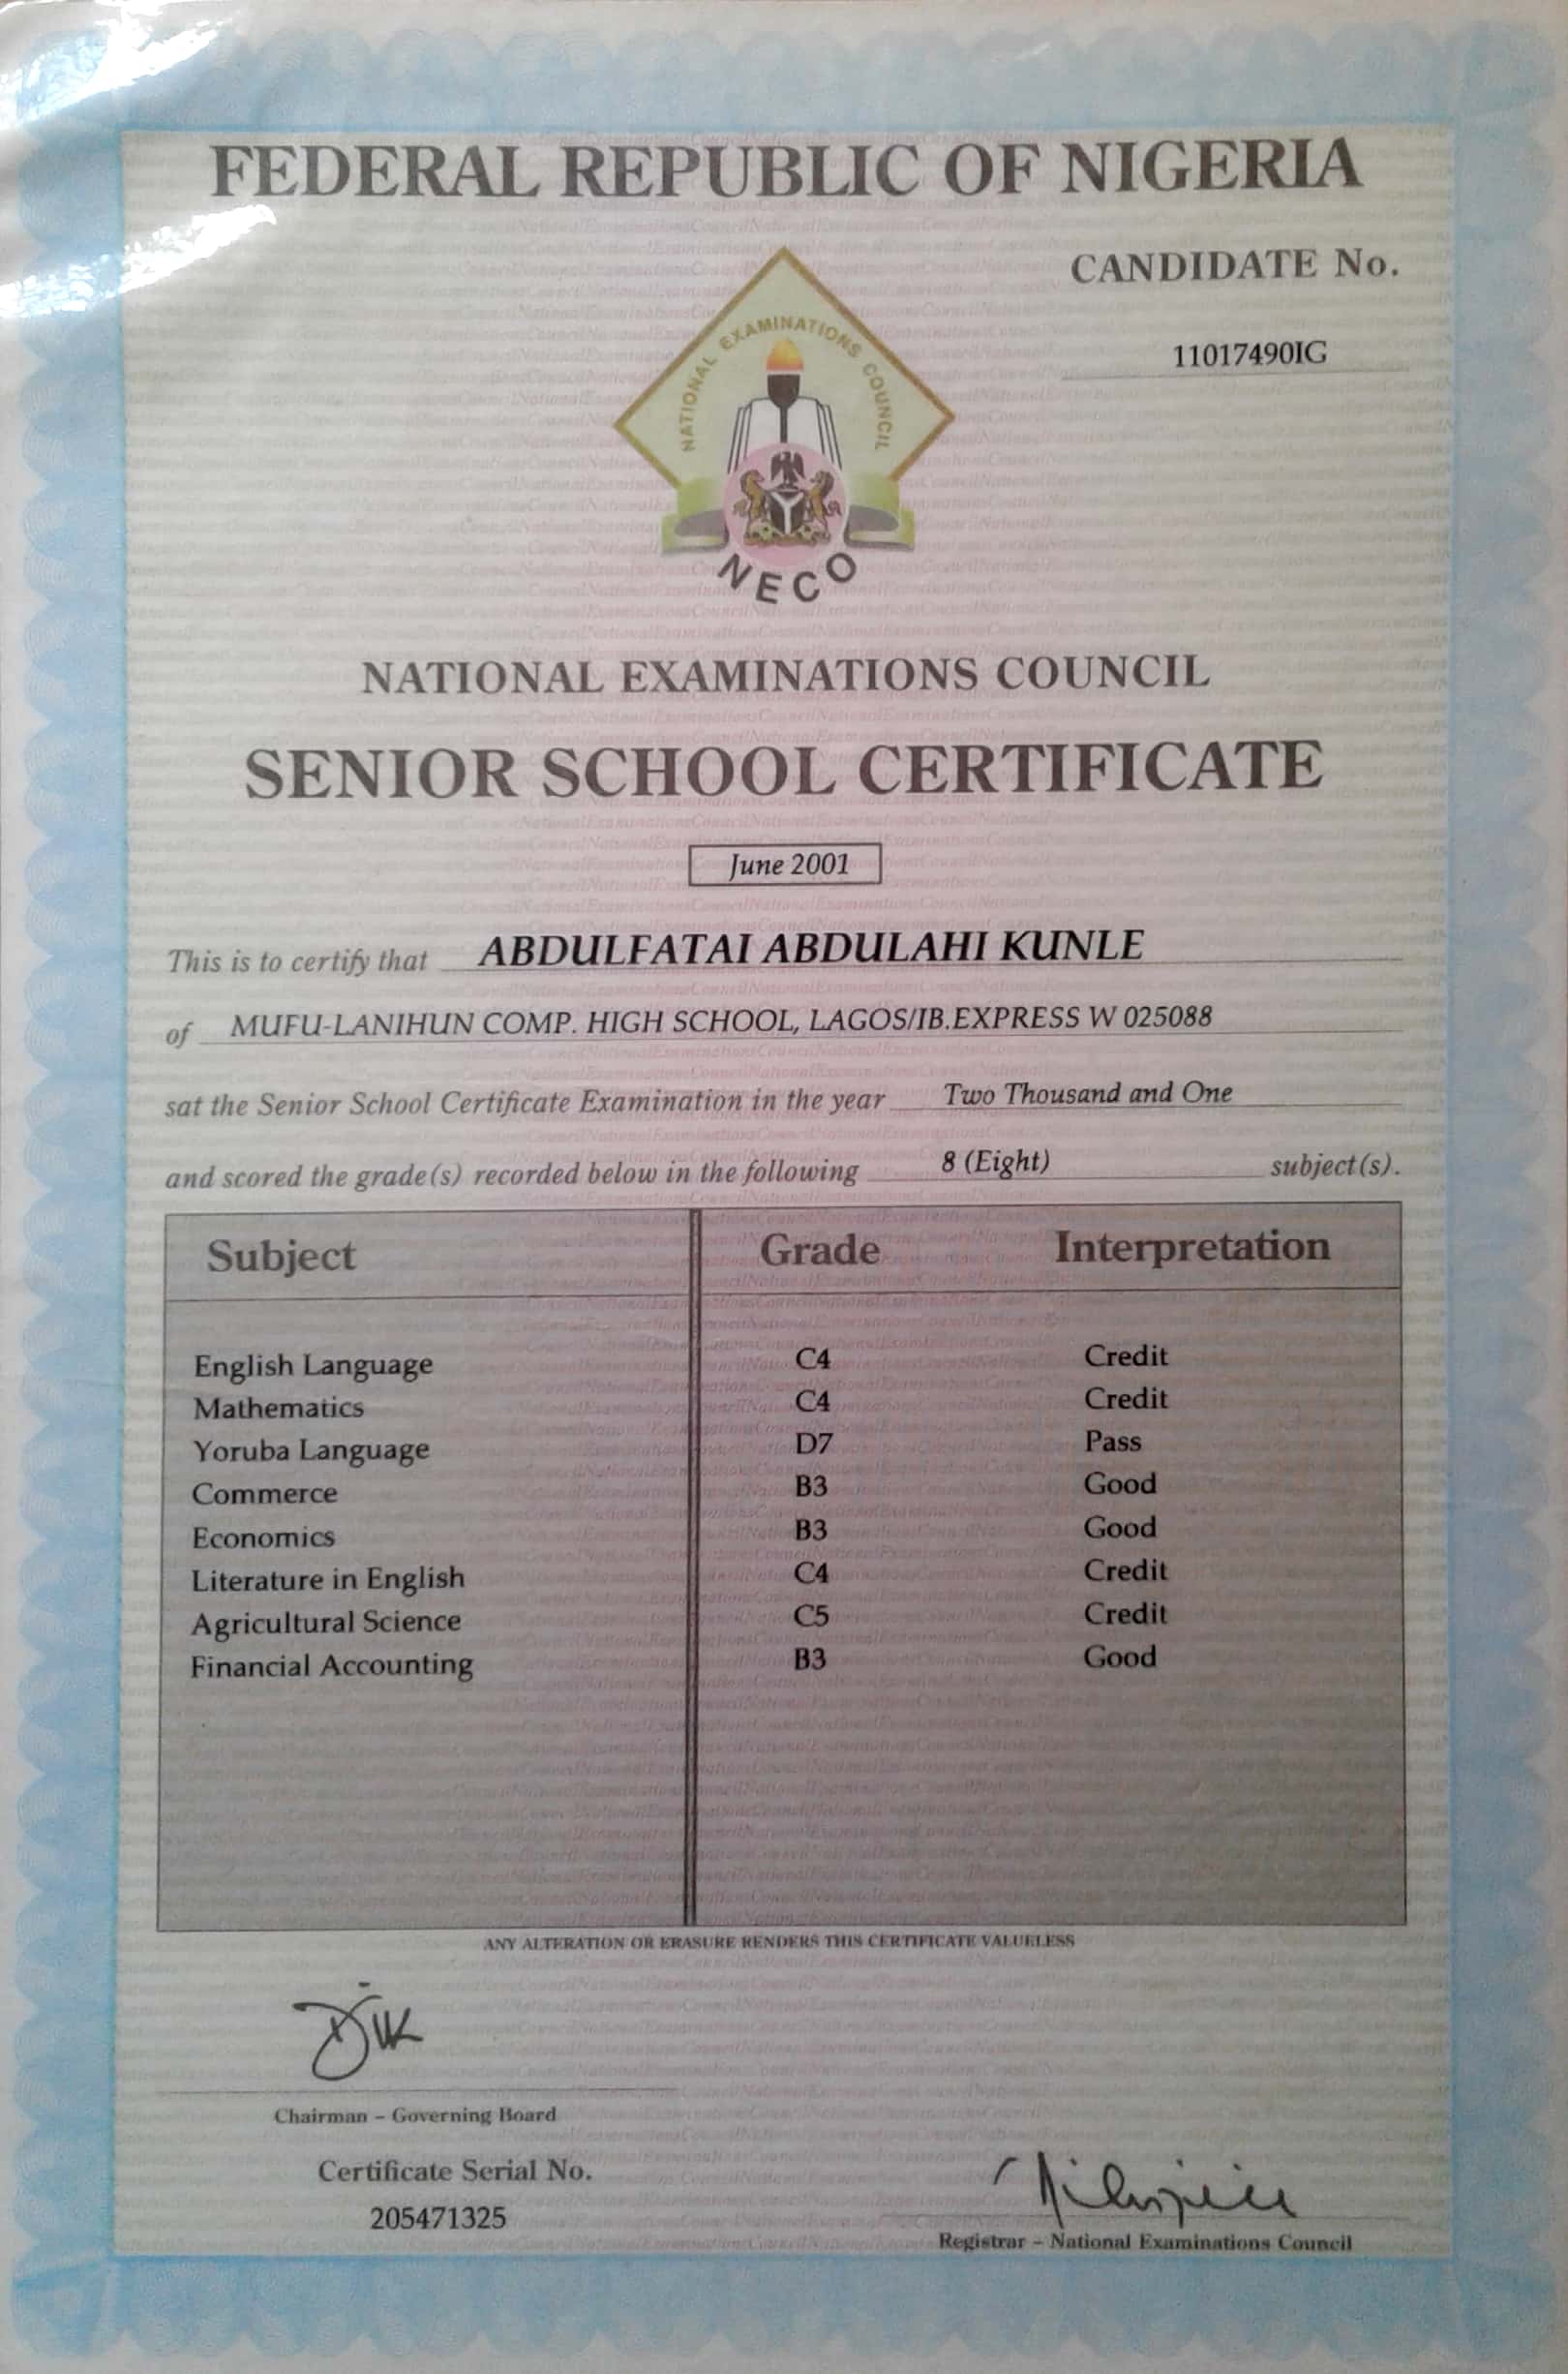 FEDERAL REPUBLIC OF NIGERIA
CANDIDATE No.
11017490IG
NATIONAL EXAMINATIONS COUNCIL
NECO
NATIONAL EXAMINATIONS COUNCIL
SENIOR SCHOOL CERTIFICATE
June 2001
This is to certify that ABDULFATAI ABDULAHI KUNLE
of MUFU-LANIHUN COMP. HIGH SCHOOL, LAGOS/IB.EXPRESS W 025088
sat the Senior School Certificate Examination in the year Two Thousand and One
and scored the grade(s) recorded below in the following 8 (Eight) subject(s).
Subject Grade Interpretation
English Language C4 Credit
Mathematics C4 Credit
Yoruba Language D7 Pass
Commerce B3 Good
Economics B3 Good
Literature in English C4 Credit
Agricultural Science C5 Credit
Financial Accounting B3 Good
ANY ALTERATION OR ERASURE RENDERS THIS CERTIFICATE VALUELESS
Chairman – Governing Board
Certificate Serial No.
205471325
Registrar – National Examinations Council